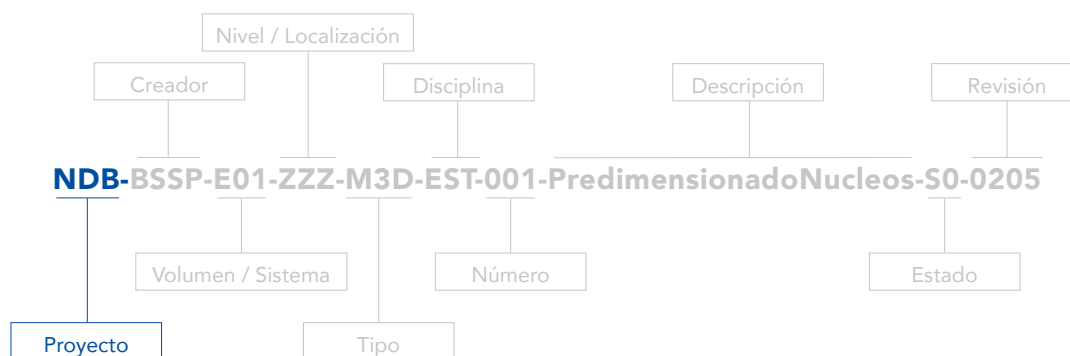 Nivel / Localización
Creador Disciplina Descripción Revisión
NDB-BSSP-E01-ZZZ-M3D-EST-001-PredimensionadoNucleos-S0-0205
Volumen / Sistema Número Estado
Proyecto Tipo